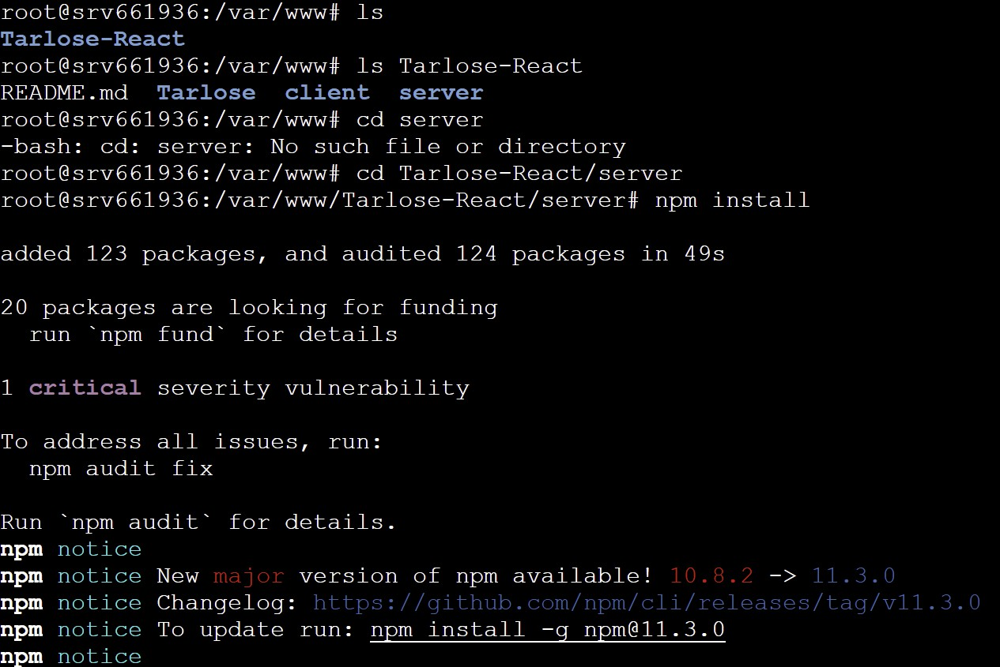 root@srv661936:/var/www# ls
Tarlose-React
root@srv661936:/var/www# ls Tarlose-React
README.md  Tarlose  client  server
root@srv661936:/var/www# cd server
-bash: cd: server: No such file or directory
root@srv661936:/var/www# cd Tarlose-React/server
root@srv661936:/var/www/Tarlose-React/server# npm install
added 123 packages, and audited 124 packages in 49s
20 packages are looking for funding
  run `npm fund` for details
1 critical severity vulnerability
To address all issues, run:
  npm audit fix
Run `npm audit` for details.
npm notice
npm notice New major version of npm available! 10.8.2 -> 11.3.0
npm notice Changelog: https://github.com/npm/cli/releases/tag/v11.3.0
npm notice To update run: npm install -g npm@11.3.0
npm notice